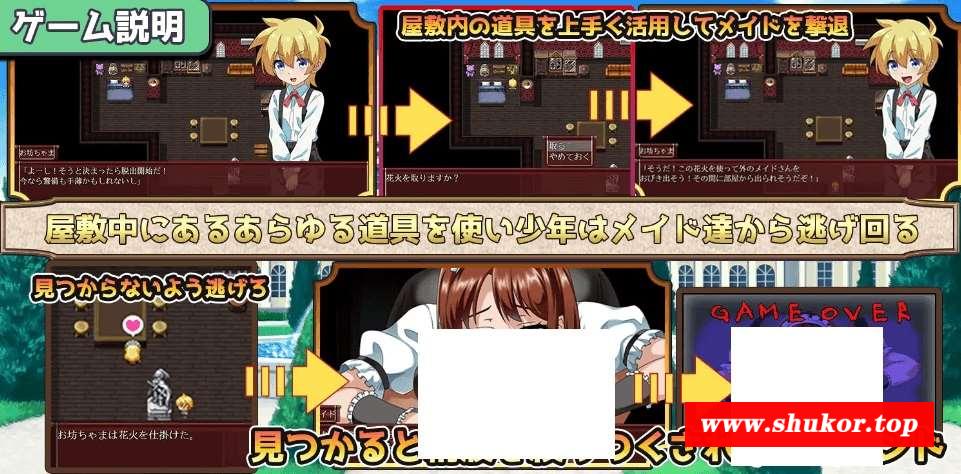 ゲーム説明
屋敷内の道具を上手く活用してメイドを撃退
お坊ちゃま
「よーし！そうと決まったら脱出開始だ！
今なら警備も手薄かもしれないし」
取る
やめておく
花火を取りますか？
お坊ちゃま
「そうだ！この花火を使って外のメイドさんを
おびき出そう！その間に部屋から出られそうだぞ！」
屋敷中にあるあらゆる道具を使い少年はメイド達から逃げ回る
見つからないよう逃げろ
GAME OVER
イド
お坊ちゃまは花火を仕掛けた。
www.shukor.top
見つかると
ンド